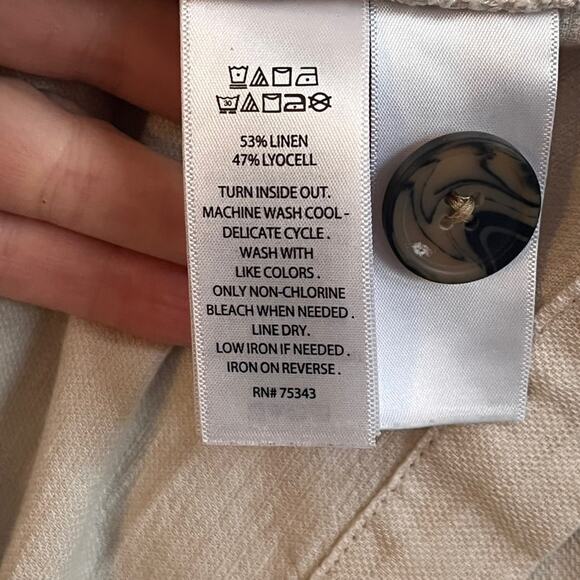 30
53% LINEN
47% LYOCELL
TURN INSIDE OUT.
MACHINE WASH COOL -
DELICATE CYCLE .
WASH WITH
LIKE COLORS .
ONLY NON-CHLORINE
BLEACH WHEN NEEDED .
LINE DRY.
LOW IRON IF NEEDED .
IRON ON REVERSE .
RN# 75343